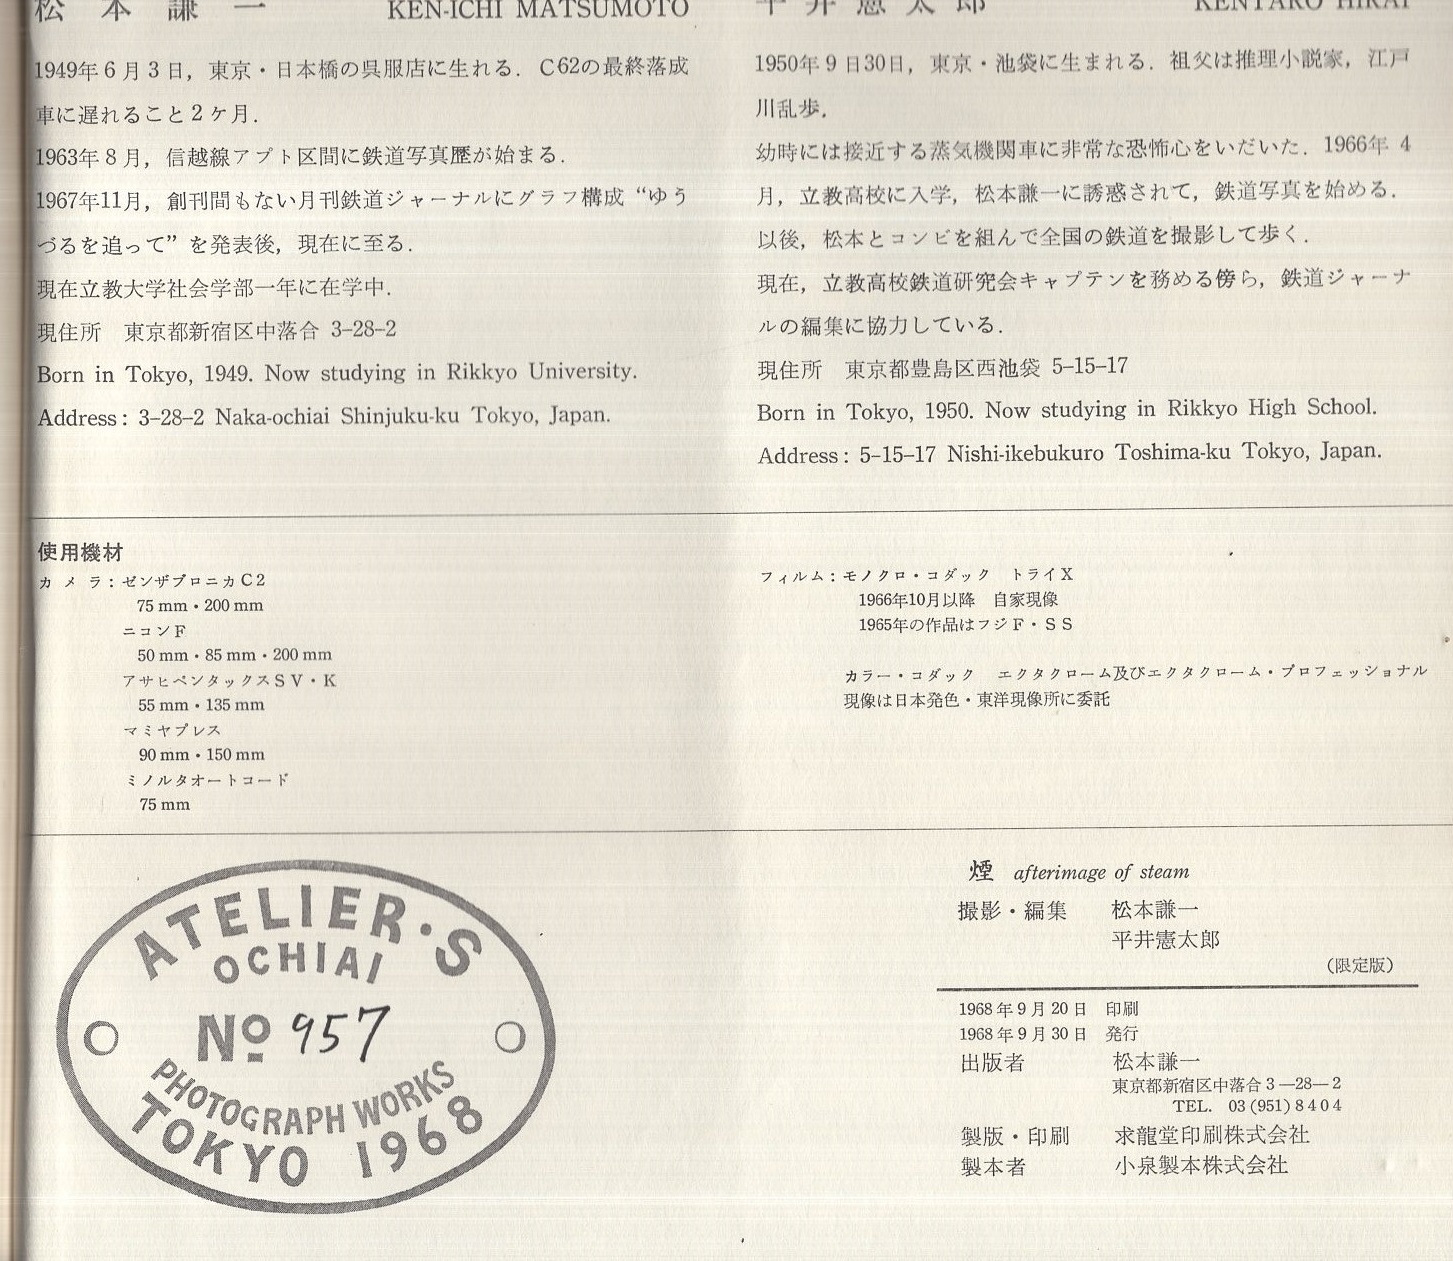 松本謙一 KEN-ICHI MATSUMOTO
1949年6月3日，東京・日本橋の呉服店に生れる．C62の最終落成
車に遅れること2ケ月．
1963年8月，信越線アプト区間に鉄道写真歴が始まる．
1967年11月，創刊間もない月刊鉄道ジャーナルにグラフ構成“ゆう
づるを追って”を発表後，現在に至る．
現在立教大学社会学部一年に在学中．
現住所　東京都新宿区中落合 3–28–2
Born in Tokyo, 1949. Now studying in Rikkyo University.
Address: 3–28–2 Naka-ochiai Shinjuku-ku Tokyo, Japan.
平井憲太郎 KENTARO HIRAI
1950年9月30日，東京・池袋に生まれる．祖父は推理小説家，江戸
川乱歩．
幼時には接近する蒸気機関車に非常な恐怖心をいだいた．1966年4
月，立教高校に入学，松本謙一に誘惑されて，鉄道写真を始める．
以後，松本とコンビを組んで全国の鉄道を撮影して歩く．
現在，立教高校鉄道研究会キャプテンを務める傍ら，鉄道ジャーナ
ルの編集に協力している．
現住所　東京都豊島区西池袋 5–15–17
Born in Tokyo, 1950. Now studying in Rikkyo High School.
Address: 5–15–17 Nishi-ikebukuro Toshima-ku Tokyo, Japan.
使用機材
カメラ：ゼンザブロニカC2
75mm・200mm
ニコンF
50mm・85mm・200mm
アサヒペンタックスSV・K
55mm・135mm
マミヤプレス
90mm・150mm
ミノルタオートコード
75mm
フィルム：モノクロ・コダック　トライX
1966年10月以降　自家現像
1965年の作品はフジF・SS
カラー・コダック　エクタクローム及びエクタクローム・プロフェッショナル
現像は日本発色・東洋現像所に委託
ATELIER・S
OCHIAI
No 957
PHOTOGRAPH WORKS
TOKYO 1968
煙 afterimage of steam
撮影・編集　松本謙一
平井憲太郎
（限定版）
1968年9月20日　印刷
1968年9月30日　発行
出版者　松本謙一
東京都新宿区中落合3—28—2
TEL. 03(951)8404
製版・印刷　求龍堂印刷株式会社
製本者　小泉製本株式会社